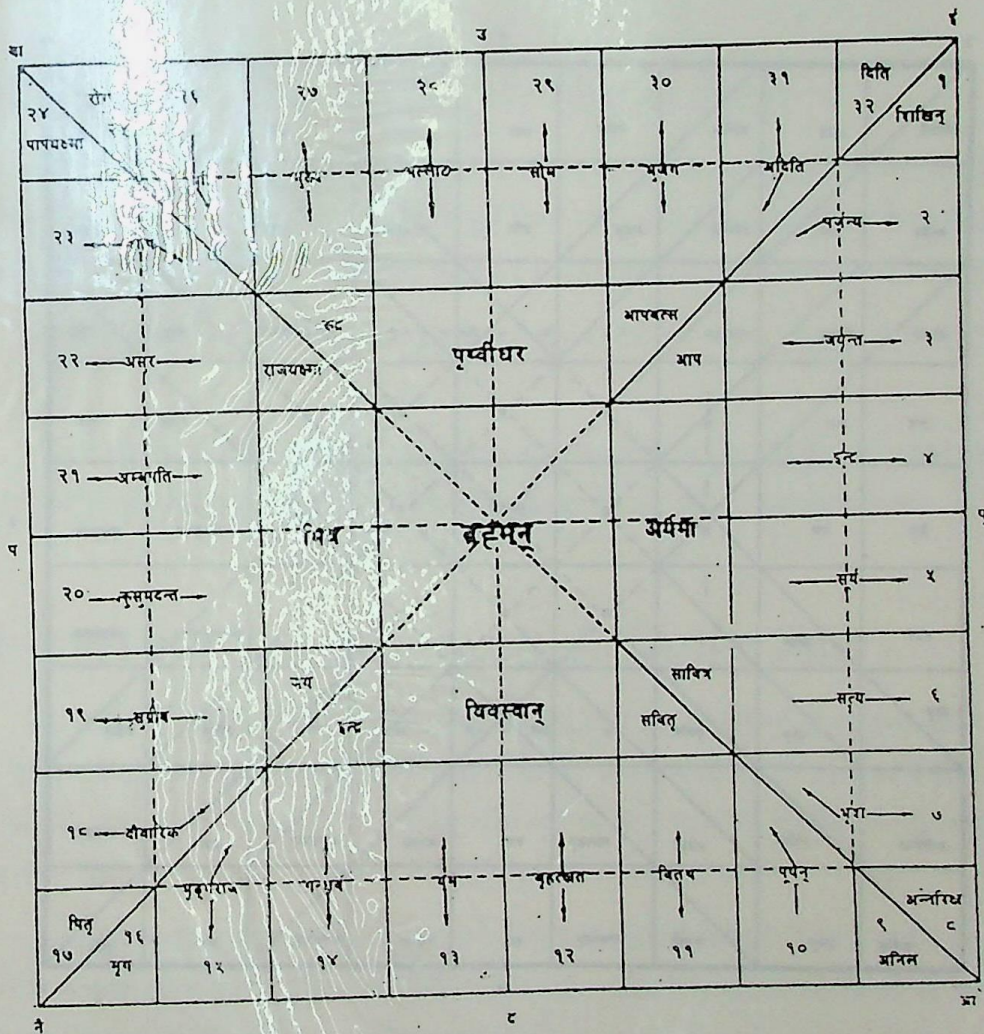 वा
उ
ई
२४
रोग
२७
२८
२९
३०
३१
दिति
३२
१
शिखिन्
पापयक्ष्मा
सोम
भुजग
अदिति
२३
पर्जन्य २
आपवत्स
रुद्र
पृथ्वीधर
आप
राजयक्ष्मा
२२ असर
जयन्त ३
२१
इन्द्र ४
प
मित्र
ब्रह्मन्
अर्यमा
२० कुसुमदन्त
सूर्य ५
जय
सावित्र
इन्द्र
विवस्वान्
सवितृ
१९ सुग्रीव
सत्य ६
१८ दौवारिक
भृश ७
गन्धर्व
यम
बृहत्क्षत
वितथ
पूषन्
पितृ
१७
१६
मृग
१५
१४
१३
१२
११
१०
९
८
अनिल
नै
द